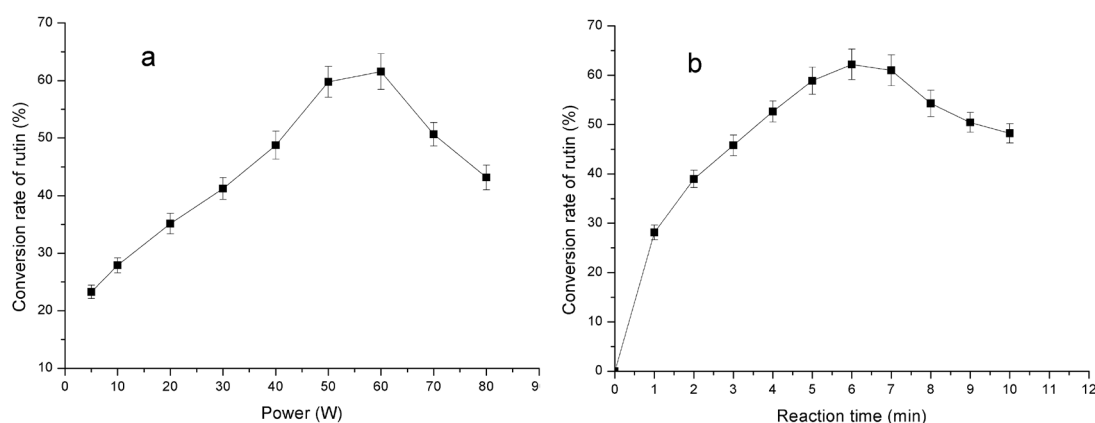 a
Conversion rate of rutin (%)
70
60
50
40
30
20
10
0 10 20 30 40 50 60 70 80 9
Power (W)
b
Conversion rate of rutin (%)
70
60
50
40
30
20
10
0
0 1 2 3 4 5 6 7 8 9 10 11 12
Reaction time (min)